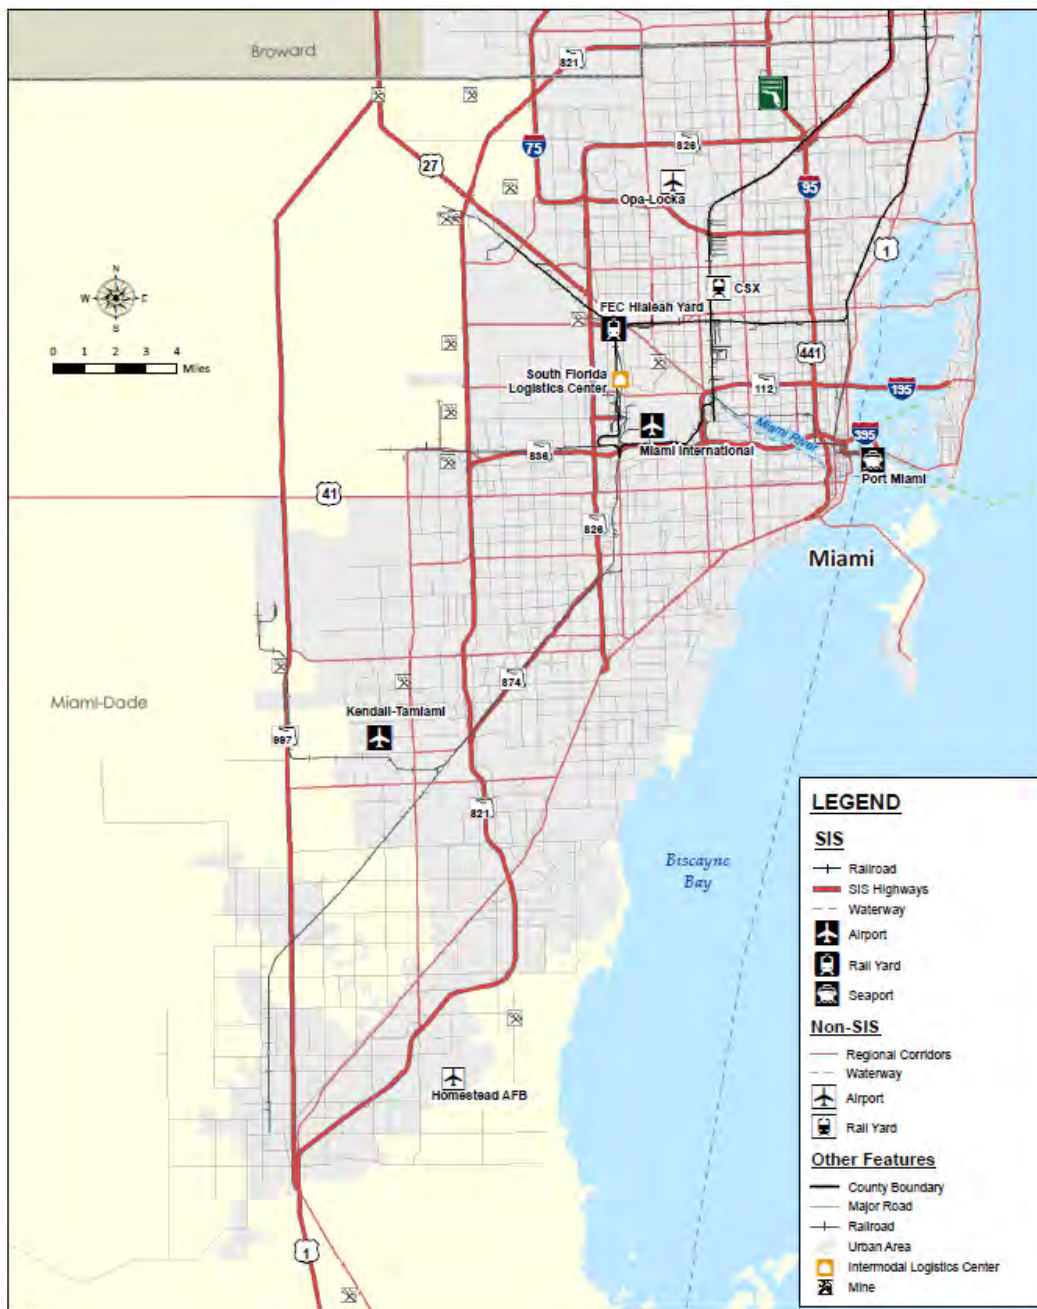 Broward
821
27
75
826
95
Opa-Locka
1
N
W E
S
CSX
FEC Hialeah Yard
0 1 2 3 4
Miles
441
South Florida
Logistics Center
112
195
Miami River
395
836
Miami International
Port Miami
41
826
Miami
874
Miami-Dade
Kendall-Tamiami
997
821
Biscayne
Bay
Homestead AFB
1
LEGEND
SIS
Railroad
SIS Highways
Waterway
Airport
Rail Yard
Seaport
Non-SIS
Regional Corridors
Waterway
Airport
Rail Yard
Other Features
County Boundary
Major Road
Railroad
Urban Area
Intermodal Logistics Center
Mine